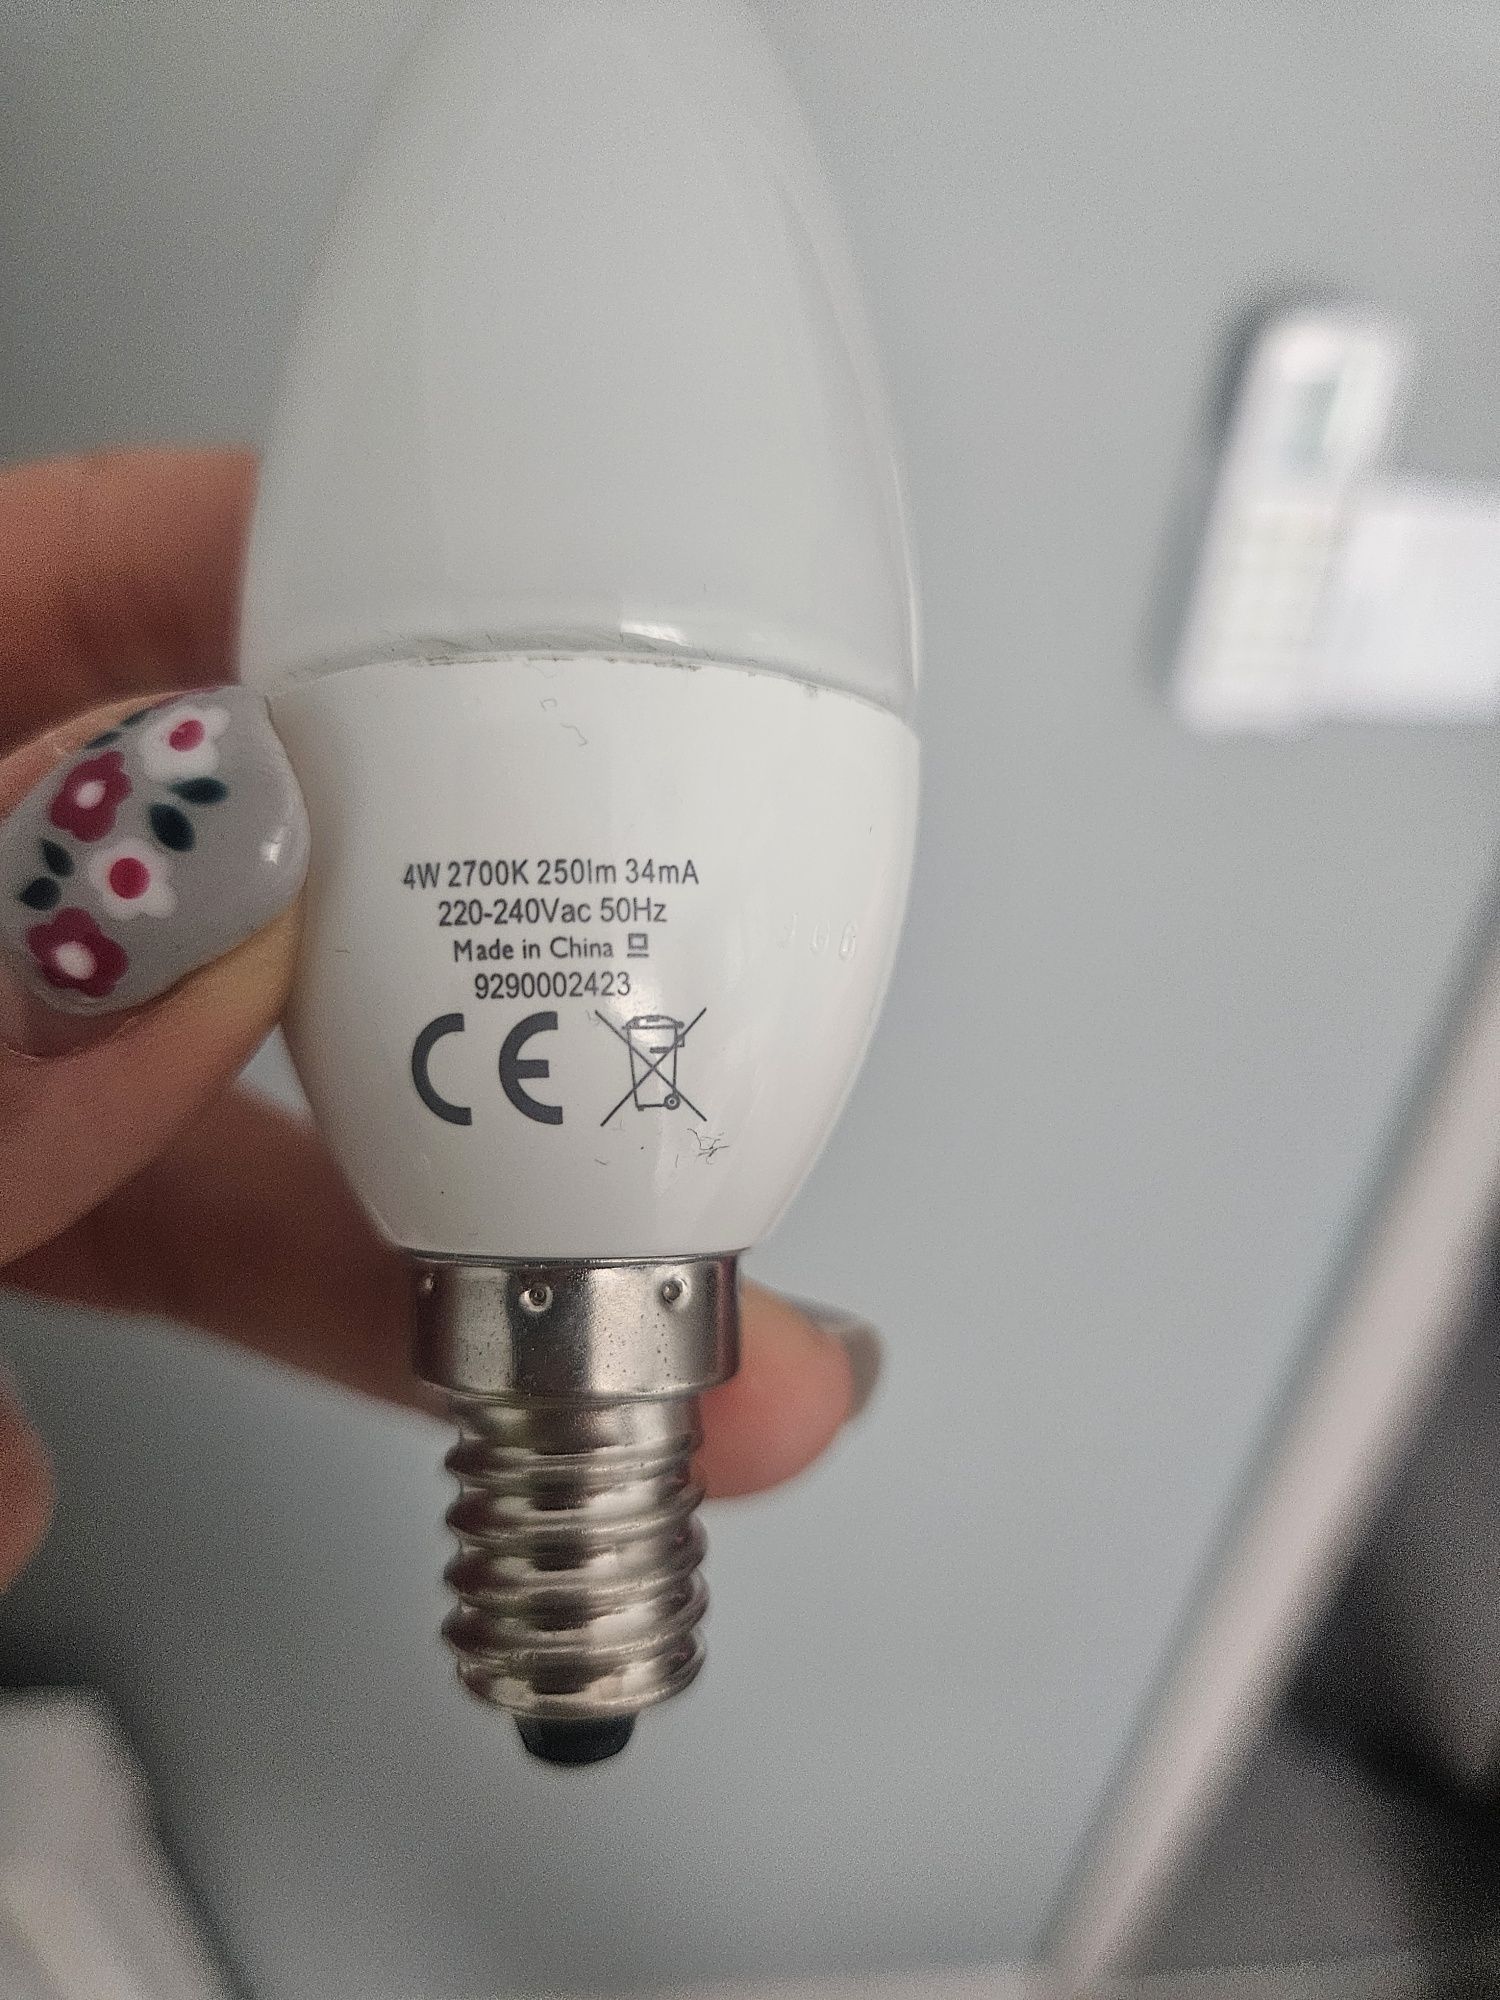 4W 2700K 250lm 34mA
220-240Vac 50Hz
Made in China
9290002423
CE